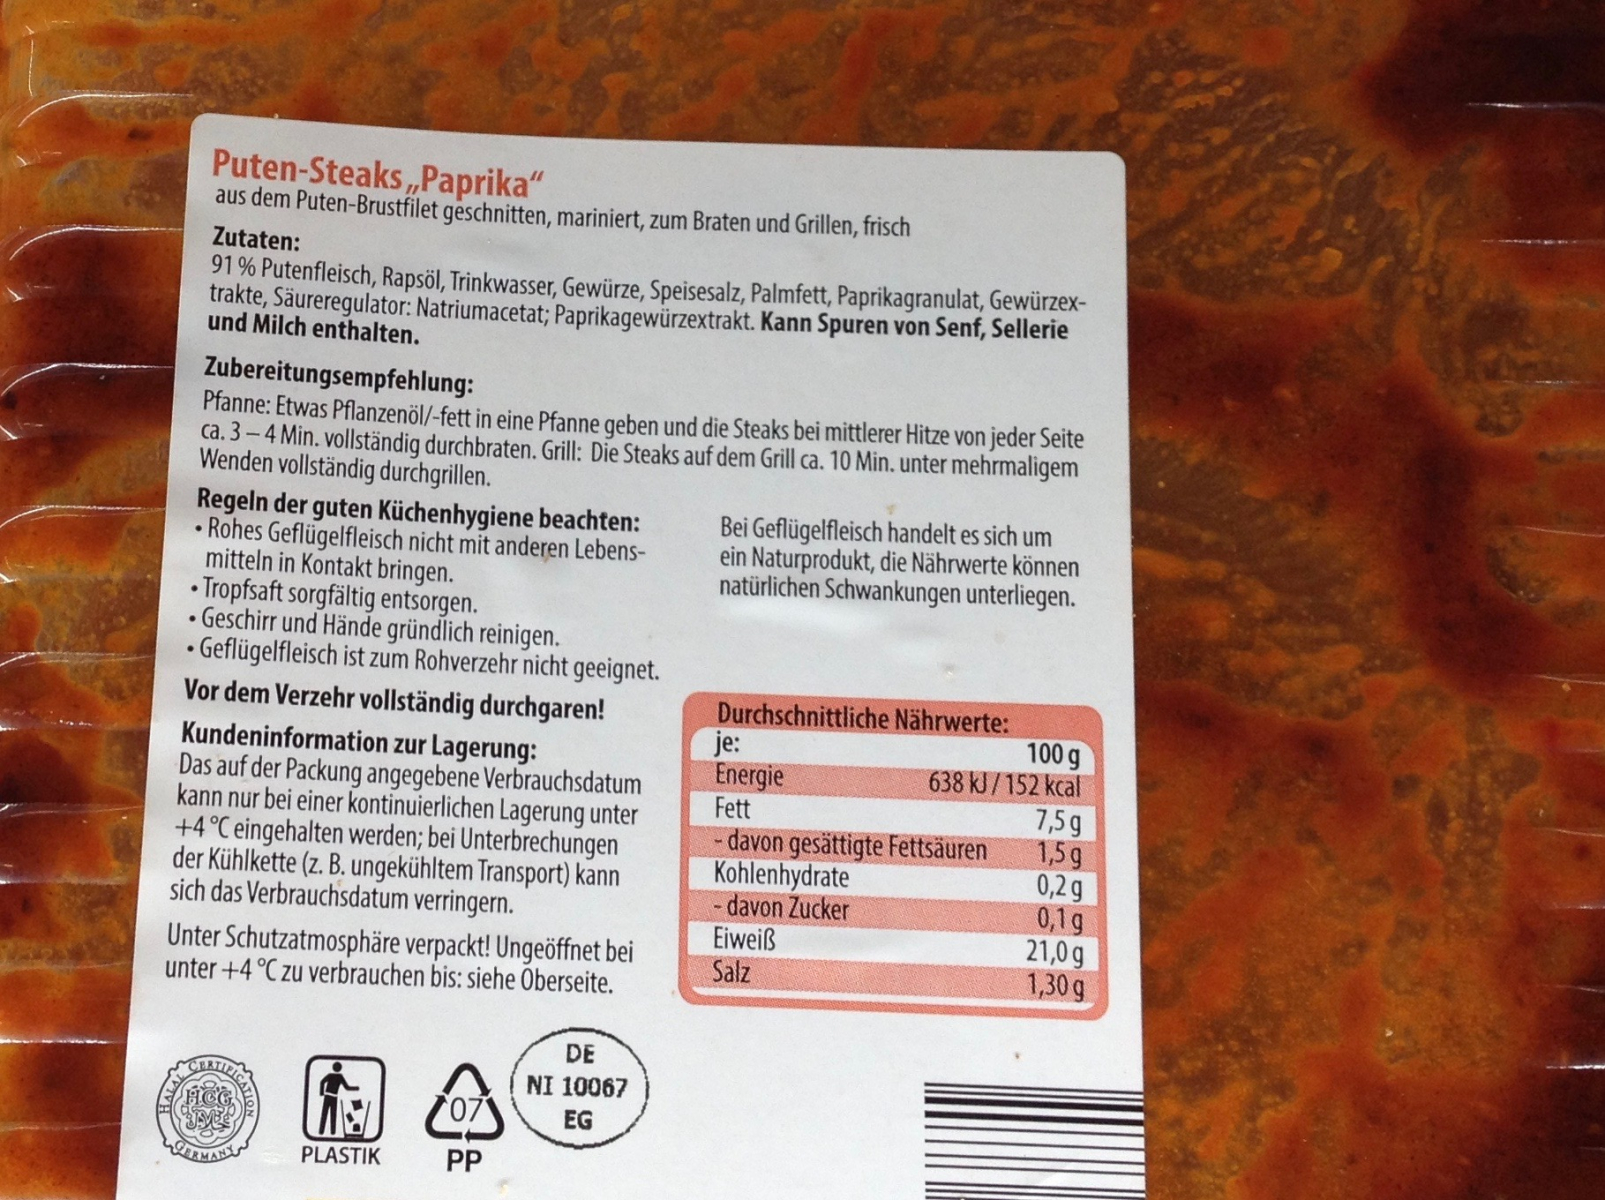 Puten-Steaks „Paprika“
aus dem Puten-Brustfilet geschnitten, mariniert, zum Braten und Grillen, frisch
Zutaten:
91 % Putenfleisch, Rapsöl, Trinkwasser, Gewürze, Speisesalz, Palmfett, Paprikagranulat, Gewürzex-
trakte, Säureregulator: Natriumacetat; Paprikagewürzextrakt. Kann Spuren von Senf, Sellerie
und Milch enthalten.
Zubereitungsempfehlung:
Pfanne: Etwas Pflanzenöl/-fett in eine Pfanne geben und die Steaks bei mittlerer Hitze von jeder Seite
ca. 3 – 4 Min. vollständig durchbraten. Grill: Die Steaks auf dem Grill ca. 10 Min. unter mehrmaligem
Wenden vollständig durchgrillen.
Regeln der guten Küchenhygiene beachten:
• Rohes Geflügelfleisch nicht mit anderen Lebens-
mitteln in Kontakt bringen.
• Tropfsaft sorgfältig entsorgen.
• Geschirr und Hände gründlich reinigen.
• Geflügelfleisch ist zum Rohverzehr nicht geeignet.
Vor dem Verzehr vollständig durchgaren!
Kundeninformation zur Lagerung:
Das auf der Packung angegebene Verbrauchsdatum
kann nur bei einer kontinuierlichen Lagerung unter
+4 °C eingehalten werden; bei Unterbrechungen
der Kühlkette (z. B. ungekühltem Transport) kann
sich das Verbrauchsdatum verringern.
Unter Schutzatmosphäre verpackt! Ungeöffnet bei
unter +4 °C zu verbrauchen bis: siehe Oberseite.
Bei Geflügelfleisch handelt es sich um
ein Naturprodukt, die Nährwerte können
natürlichen Schwankungen unterliegen.
Durchschnittliche Nährwerte:
je: 100 g
Energie 638 kJ / 152 kcal
Fett 7,5 g
- davon gesättigte Fettsäuren 1,5 g
Kohlenhydrate 0,2 g
- davon Zucker 0,1 g
Eiweiß 21,0 g
Salz 1,30 g
HALAL CERTIFICATION
GERMANY
PLASTIK
07
PP
DE
NI 10067
EG